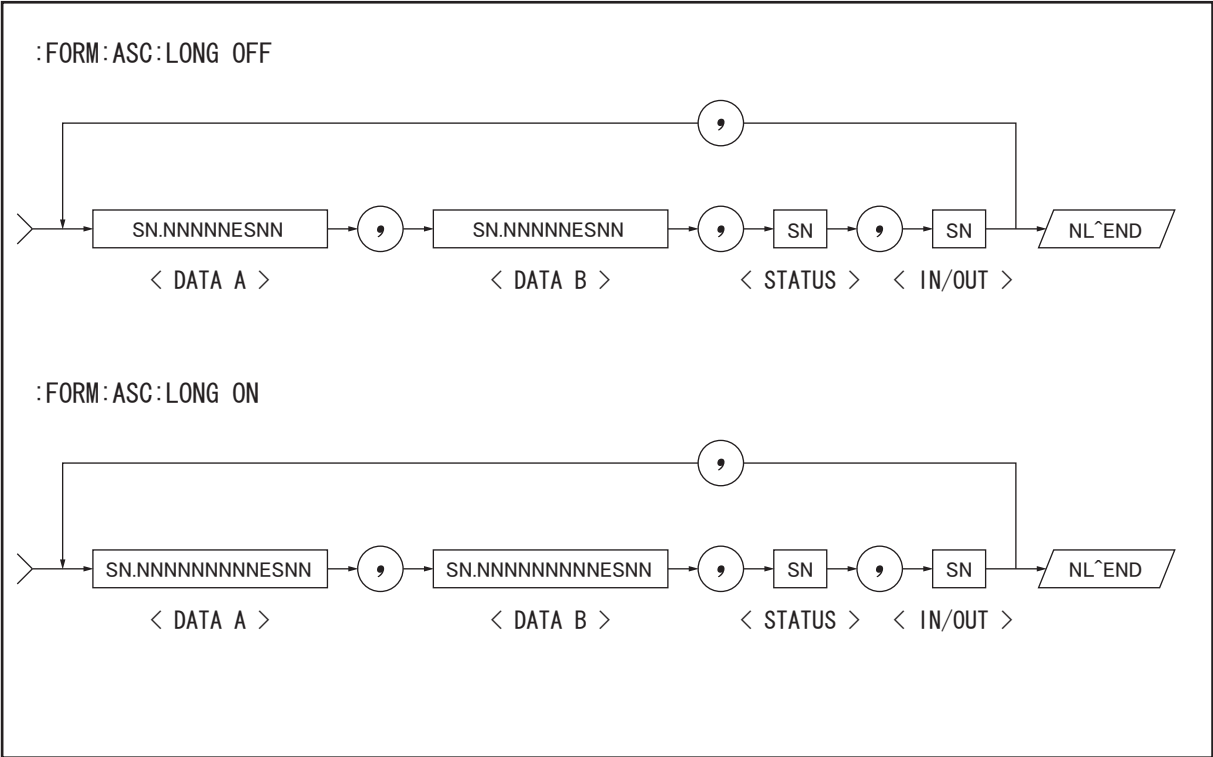 :FORM:ASC:LONG OFF
,
SN.NNNNNESNN , SN.NNNNNESNN , SN , SN NL^END
< DATA A > < DATA B > < STATUS > < IN/OUT >
:FORM:ASC:LONG ON
,
SN.NNNNNNNNNESNN , SN.NNNNNNNNNESNN , SN , SN NL^END
< DATA A > < DATA B > < STATUS > < IN/OUT >